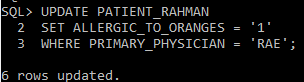 SQL> UPDATE PATIENT_RAHMAN
2 SET ALLERGIC_TO_ORANGES = '1'
3 WHERE PRIMARY_PHYSICIAN = 'RAE';
6 rows updated.